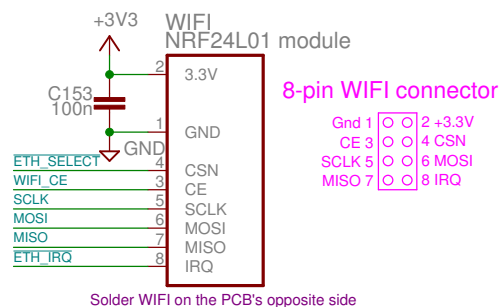 +3V3
WIFI
NRF24L01 module
C153
100n
2
3.3V
1
GND
GND
ETH_SELECT 4 CSN
WIFI_CE 3 CE
SCLK 5 SCLK
MOSI 6 MOSI
MISO 7 MISO
ETH_IRQ 8 IRQ
8-pin WIFI connector
Gnd 1 2 +3.3V
CE 3 4 CSN
SCLK 5 6 MOSI
MISO 7 8 IRQ
Solder WIFI on the PCB's opposite side